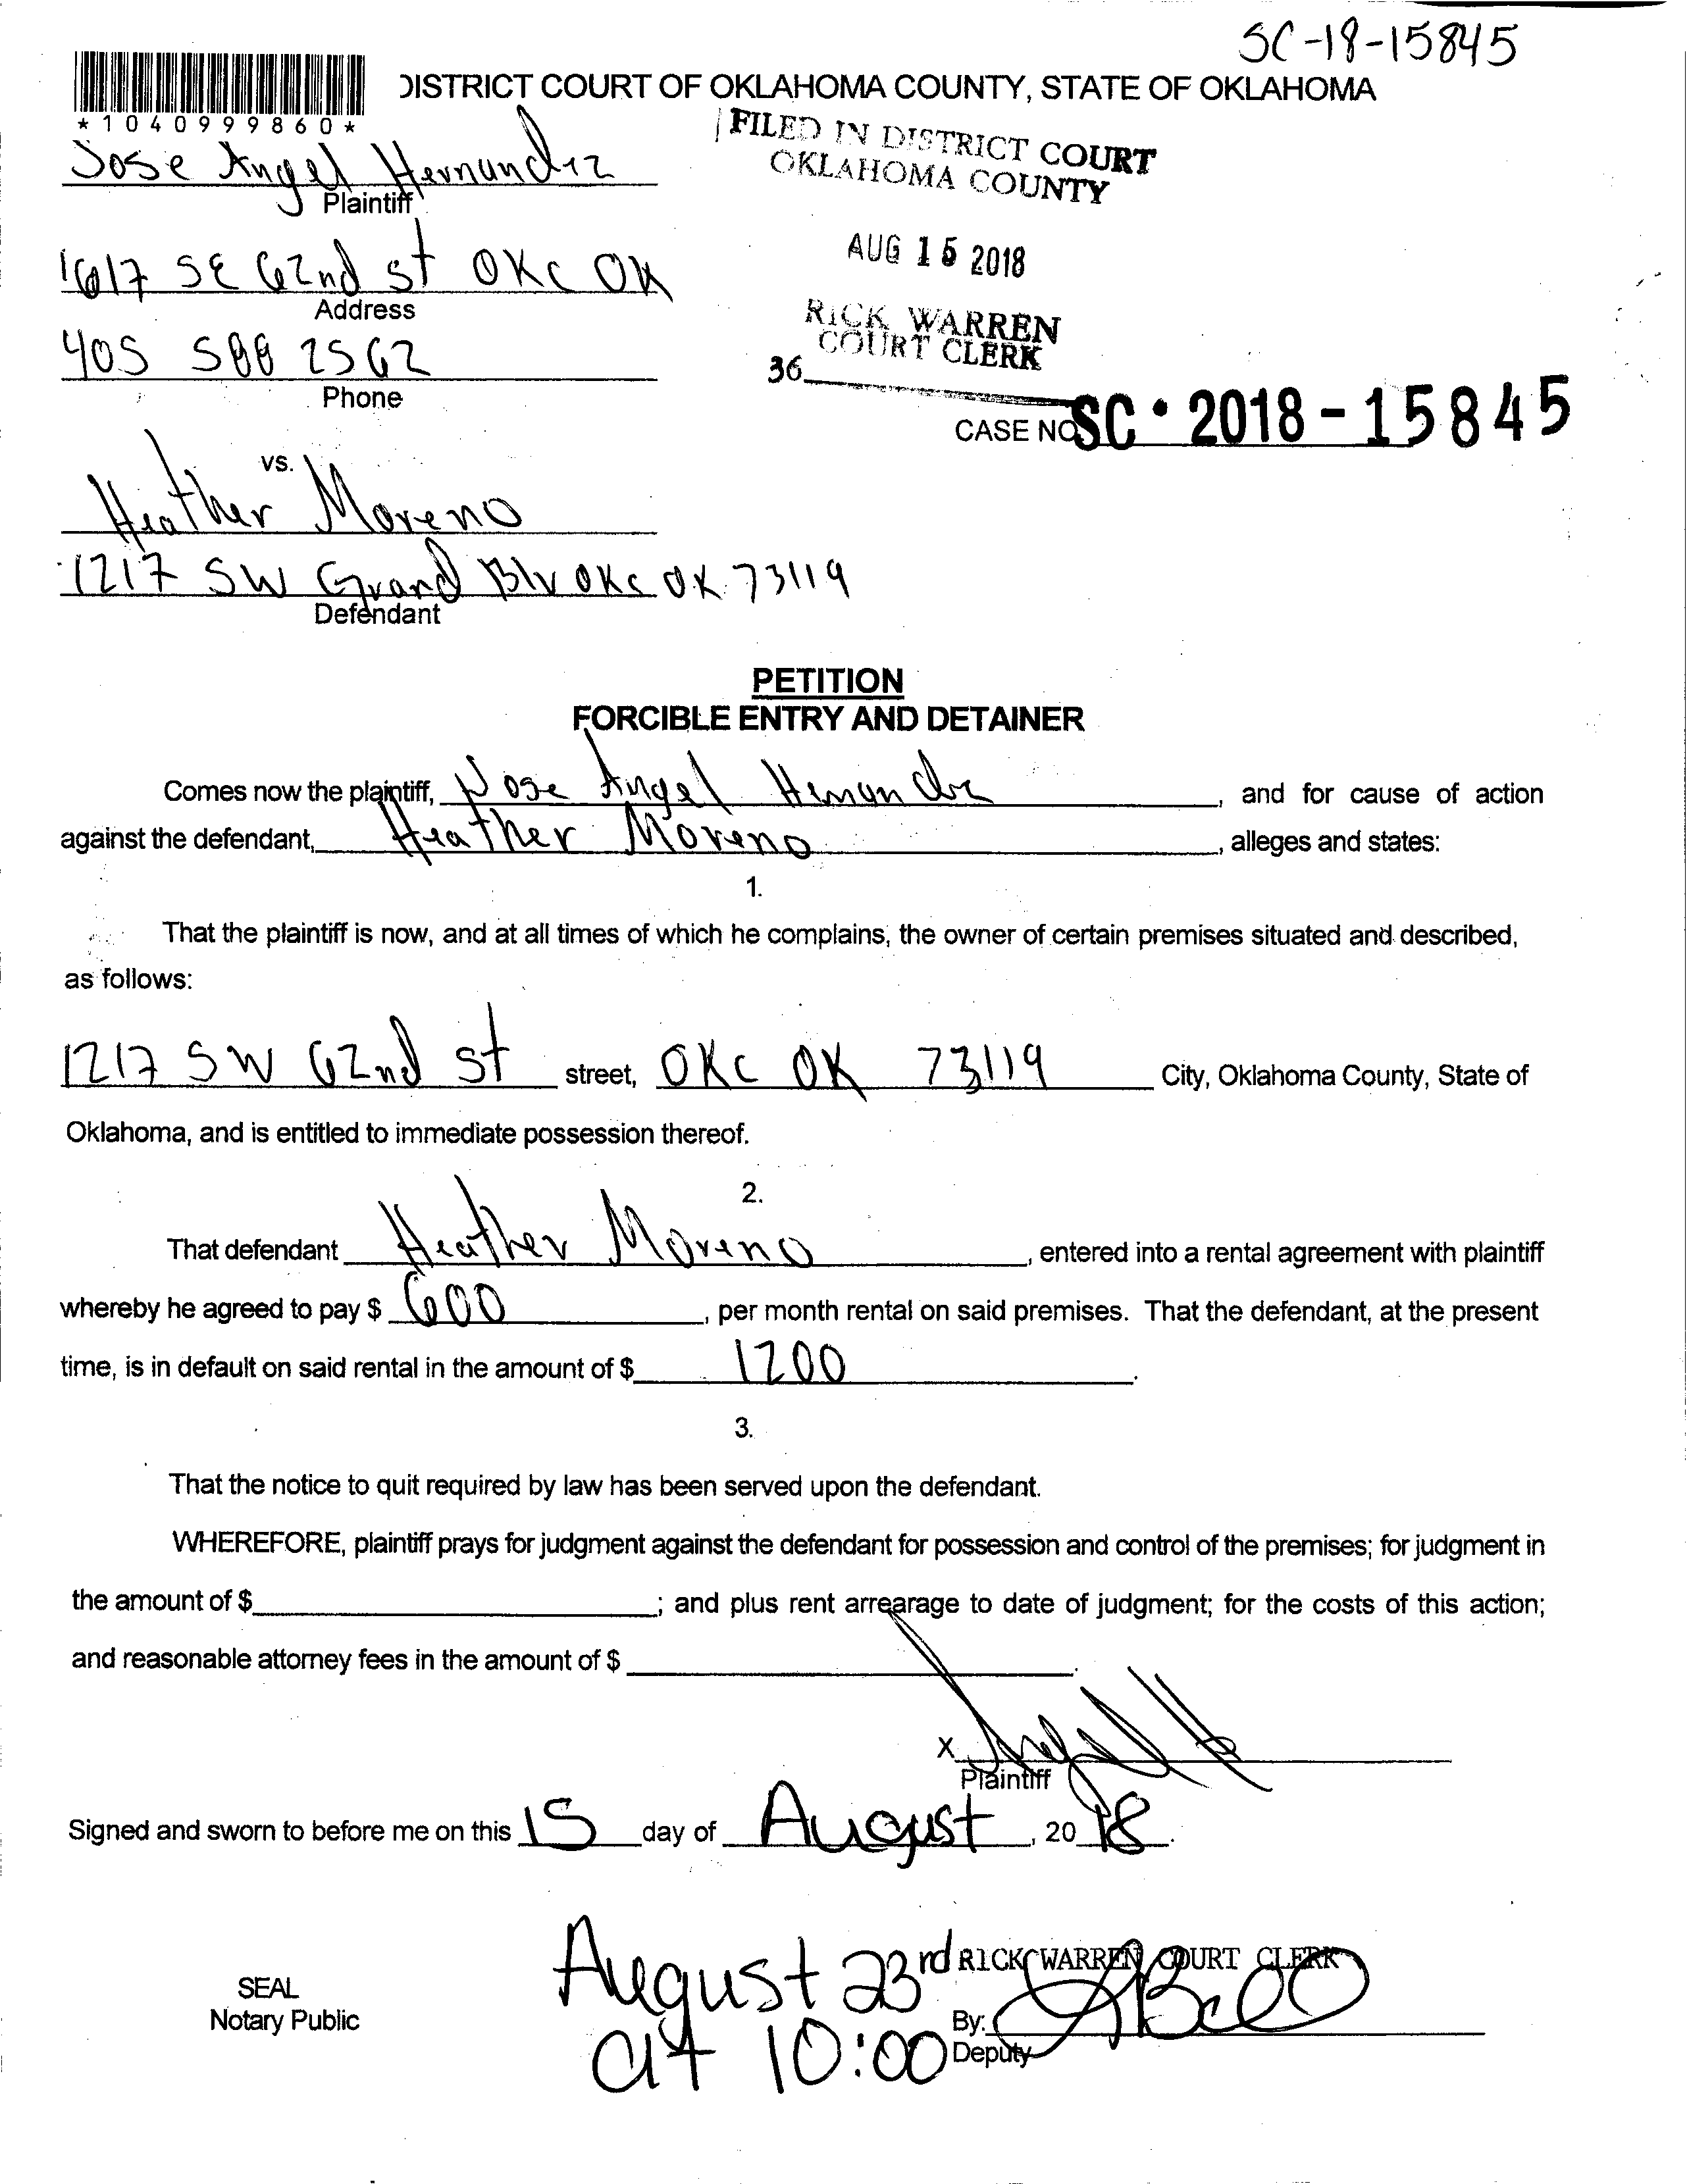 SC-18-15845
DISTRICT COURT OF OKLAHOMA COUNTY, STATE OF OKLAHOMA
*1040999860*
FILED IN DISTRICT COURT
OKLAHOMA COUNTY
Jose Angel Hernandez
Plaintiff
AUG 15 2018
1617 SE 62nd st OKC OK
Address
RICK WARREN
COURT CLERK
405 588 2562
36
Phone
CASE NO SC • 2018 - 15845
vs.
Heather Moreno
1217 SW Grand Blv OKc OK 73119
Defendant
PETITION
FORCIBLE ENTRY AND DETAINER
Comes now the plaintiff, Jose Angel Hernandez, and for cause of action
against the defendant, Heather Moreno, alleges and states:
1.
That the plaintiff is now, and at all times of which he complains, the owner of certain premises situated and described,
as follows:
1217 SW 62nd st street, OKC OK 73119 City, Oklahoma County, State of
Oklahoma, and is entitled to immediate possession thereof.
2.
That defendant Heather Moreno, entered into a rental agreement with plaintiff
whereby he agreed to pay $ 600, per month rental on said premises. That the defendant, at the present
time, is in default on said rental in the amount of $ 1200.
3.
That the notice to quit required by law has been served upon the defendant.
WHEREFORE, plaintiff prays for judgment against the defendant for possession and control of the premises; for judgment in
the amount of $ ; and plus rent arrearage to date of judgment; for the costs of this action;
and reasonable attorney fees in the amount of $ .
X
Plaintiff
Signed and sworn to before me on this 15 day of August, 2018.
August 23rd
RICK WARREN COURT CLERK
SEAL
Notary Public
at 10:00
By:
Deputy